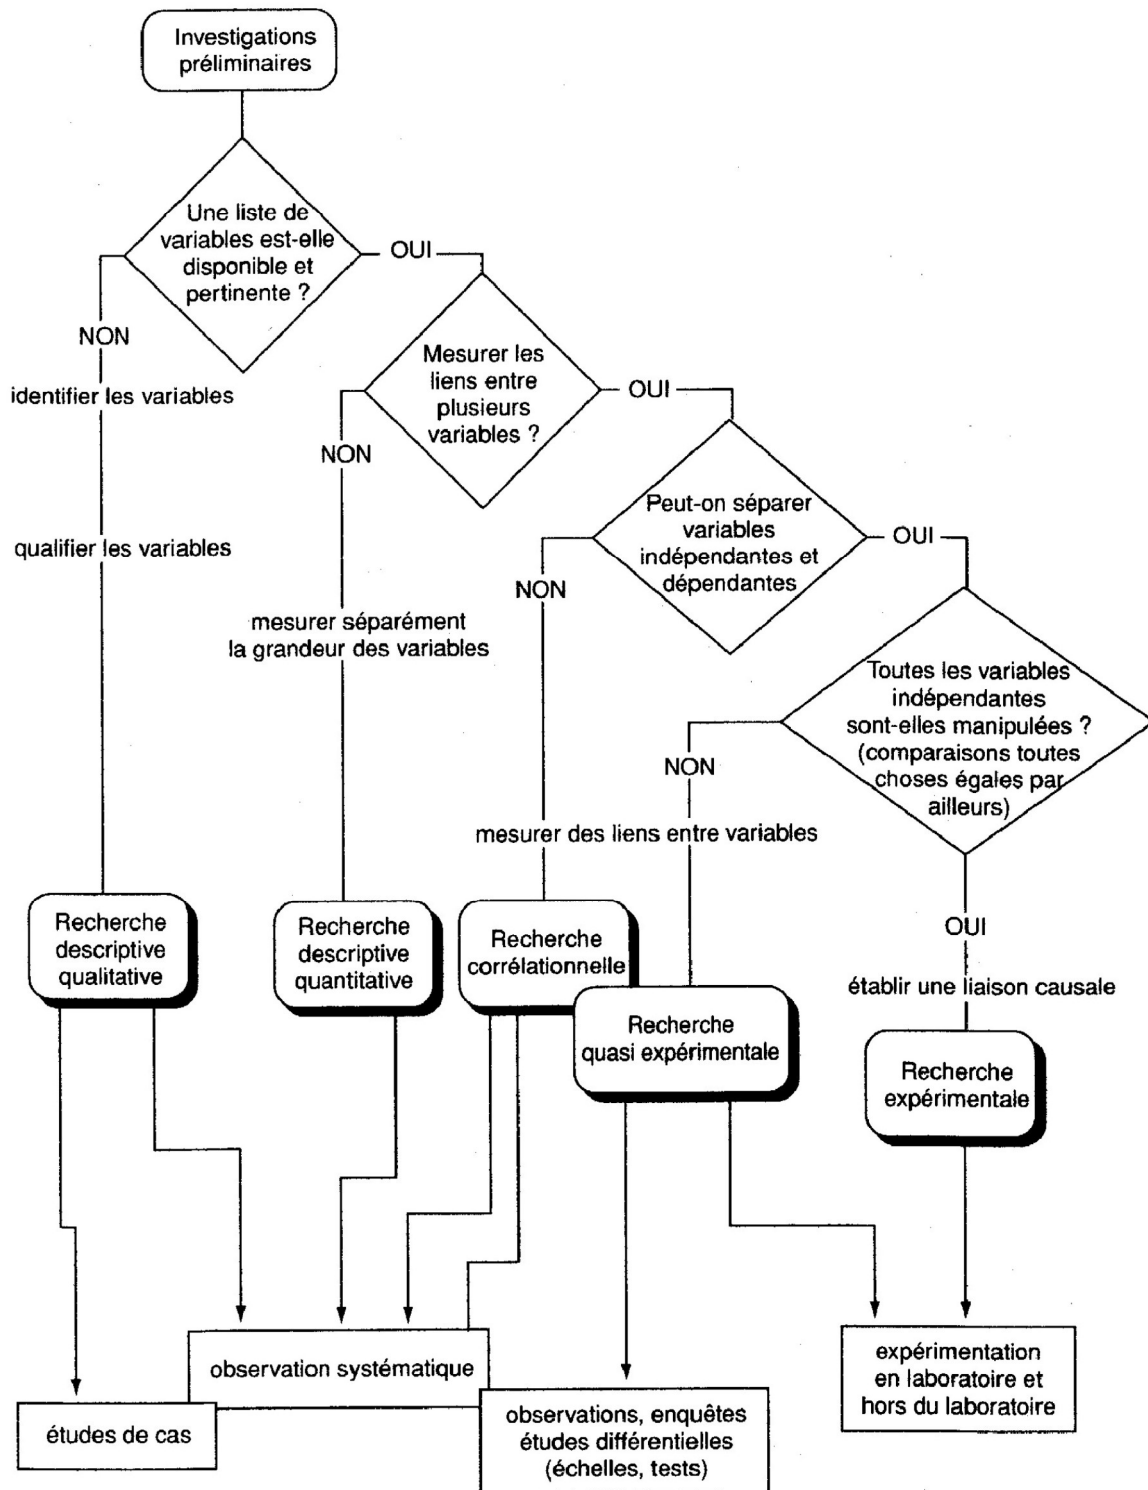 Investigations
préliminaires
Une liste de
variables est-elle
disponible et
pertinente ?
OUI
NON
identifier les variables
qualifier les variables
Mesurer les
liens entre
plusieurs
variables ?
OUI
NON
mesurer séparément
la grandeur des variables
Peut-on séparer
variables
indépendantes et
dépendantes
OUI
NON
Toutes les variables
indépendantes
sont-elles manipulées ?
(comparaisons toutes
choses égales par
ailleurs)
NON
mesurer des liens entre variables
OUI
établir une liaison causale
Recherche
descriptive
qualitative
Recherche
descriptive
quantitative
Recherche
corrélationnelle
Recherche
quasi expérimentale
Recherche
expérimentale
études de cas
observation systématique
observations, enquêtes
études différentielles
(échelles, tests)
expérimentation
en laboratoire et
hors du laboratoire